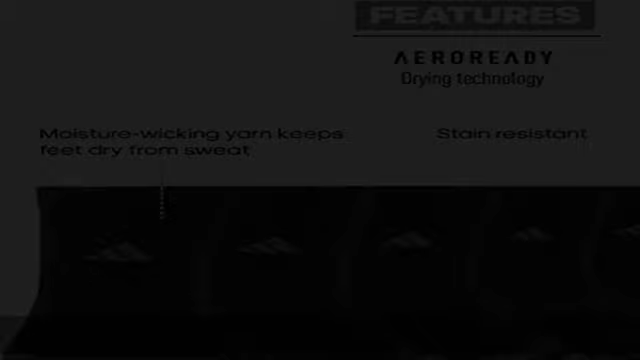 FEATURES
AEROREADY
Drying technology
Moisture-wicking yarn keeps
feet dry from sweat
Stain resistant